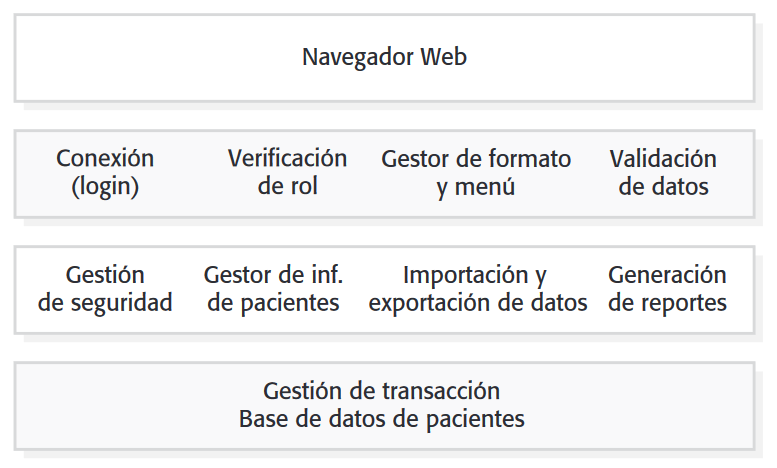 Navegador Web
Conexión
(login)
Verificación
de rol
Gestor de formato
y menú
Validación
de datos
Gestión
de seguridad
Gestor de inf.
de pacientes
Importación y
exportación de datos
Generación
de reportes
Gestión de transacción
Base de datos de pacientes